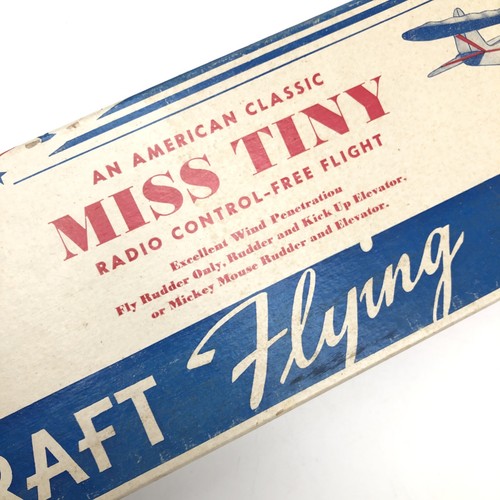 AN AMERICAN CLASSIC
MISS TINY
RADIO CONTROL-FREE FLIGHT
Excellent Wind Penetration
Fly Rudder Only, Rudder and Kick Up Elevator.
or Mickey Mouse Rudder and Elevator.
RAFT Flying